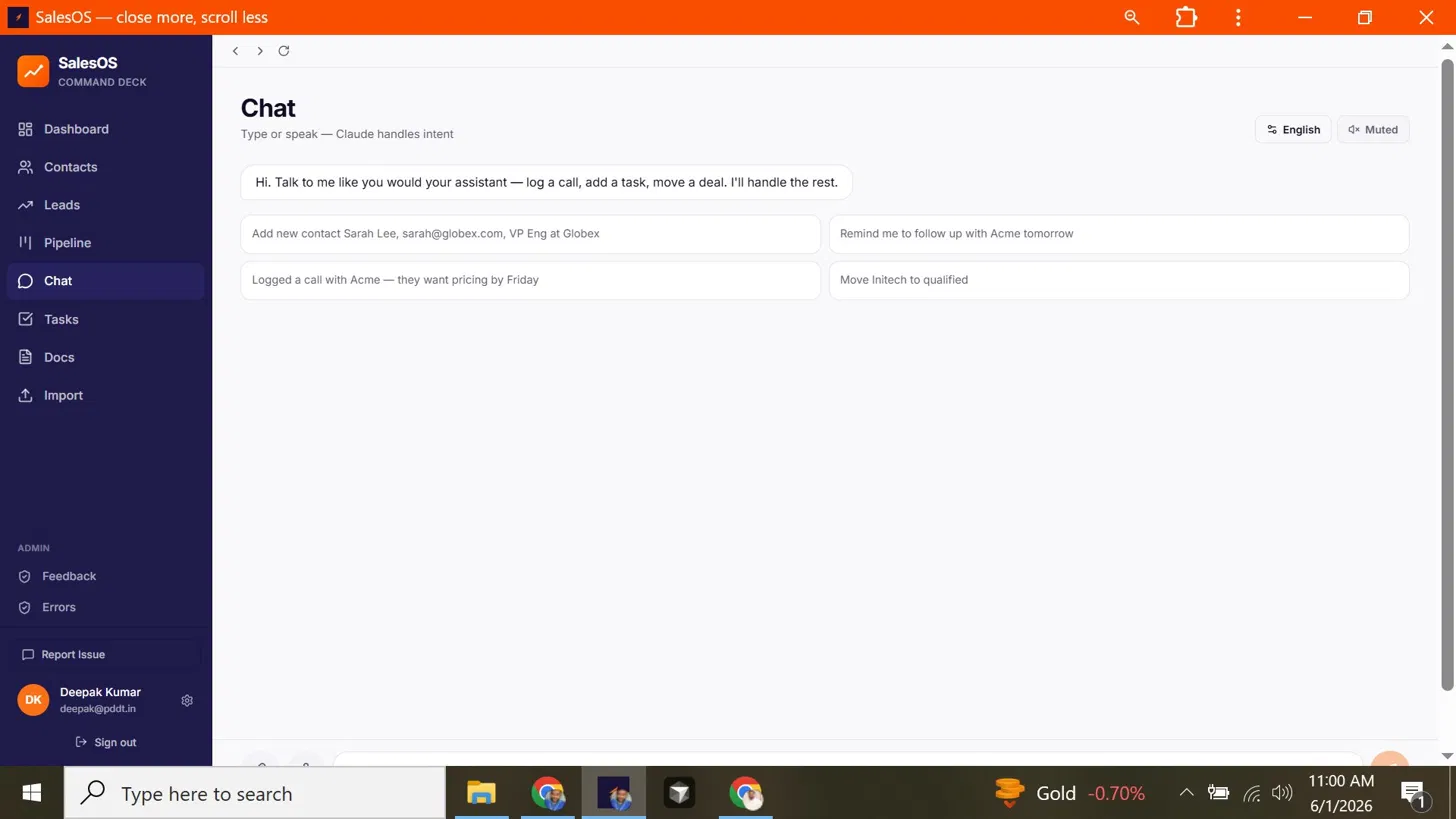 SalesOS — close more, scroll less
SalesOS
COMMAND DECK
Dashboard
Contacts
Leads
Pipeline
Chat
Tasks
Docs
Import
ADMIN
Feedback
Errors
Report Issue
DK
Deepak Kumar
deepak@pddt.in
Sign out
Chat
Type or speak — Claude handles intent
English
Muted
Hi. Talk to me like you would your assistant — log a call, add a task, move a deal. I'll handle the rest.
Add new contact Sarah Lee, sarah@globex.com, VP Eng at Globex
Remind me to follow up with Acme tomorrow
Logged a call with Acme — they want pricing by Friday
Move Initech to qualified
Type here to search
Gold -0.70%
11:00 AM
6/1/2026
1